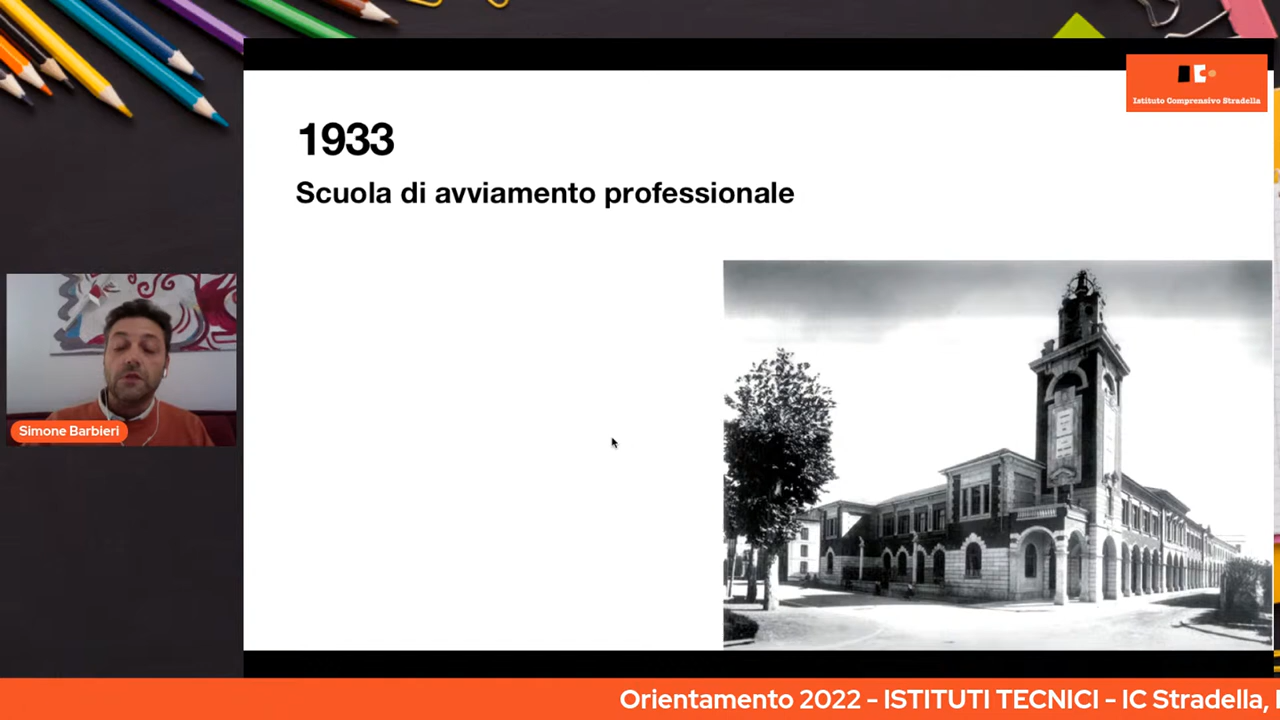 Istituto Comprensivo Stradella
1933
Scuola di avviamento professionale
Simone Barbieri
Orientamento 2022 - ISTITUTI TECNICI - IC Stradella,